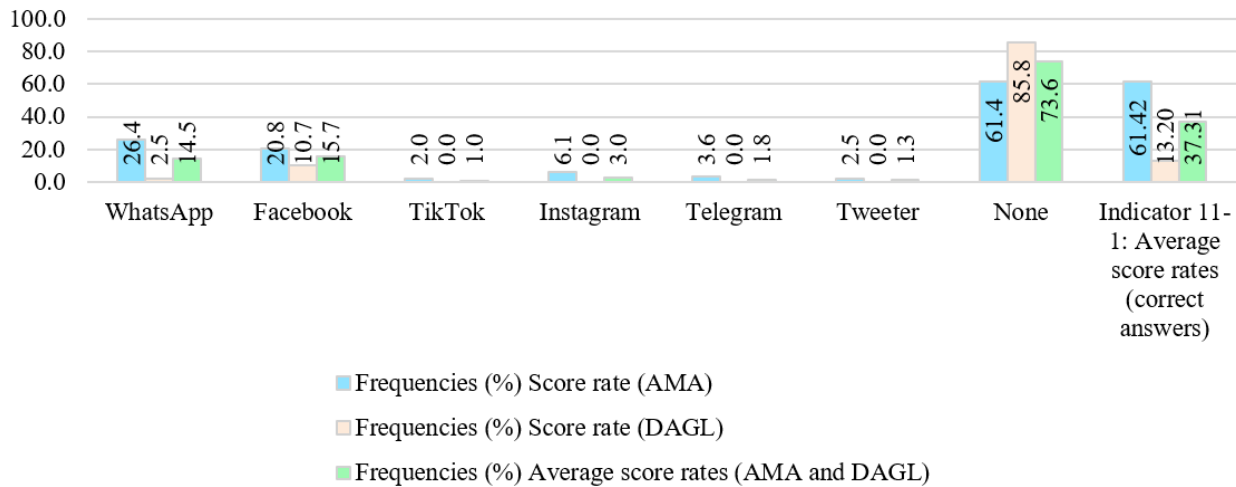 100.0
80.0
60.0
40.0
20.0
0.0
26.4
2.5
14.5
20.8
10.7
15.7
2.0
0.0
1.0
6.1
0.0
3.0
3.6
0.0
1.8
2.5
0.0
1.3
61.4
85.8
73.6
61.42
13.20
37.31
WhatsApp
Facebook
TikTok
Instagram
Telegram
Tweeter
None
Indicator 11-
1: Average
score rates
(correct
answers)
Frequencies (%) Score rate (AMA)
Frequencies (%) Score rate (DAGL)
Frequencies (%) Average score rates (AMA and DAGL)